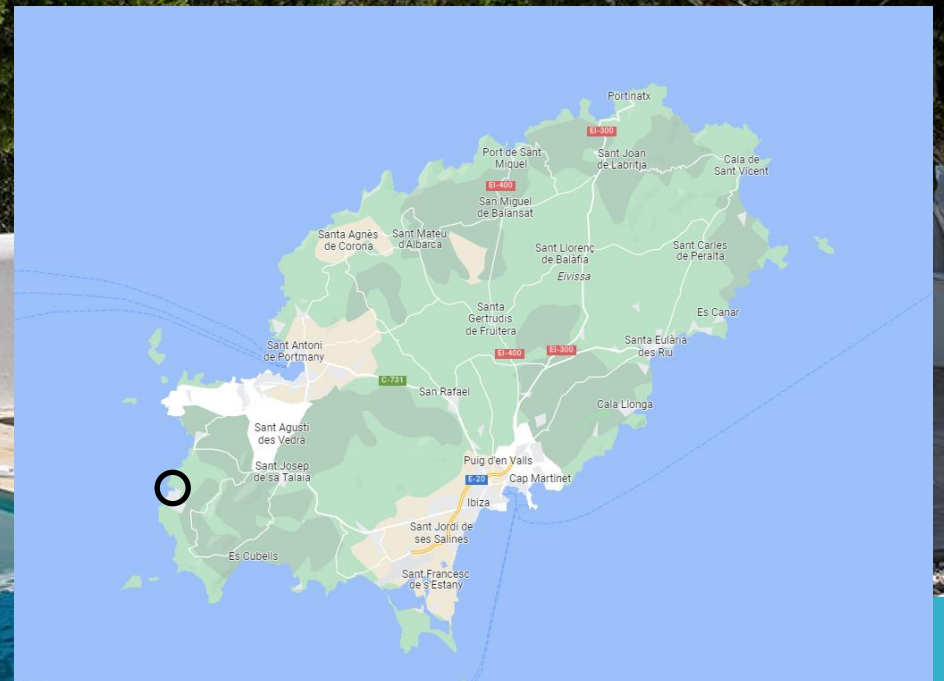 Portinatx
EI-300
Port de Sant
Miquel
Sant Joan
de Labritja
Cala de
Sant Vicent
EI-400
San Miguel
de Balansat
Santa Agnès
de Corona
Sant Mateu
d'Albarca
Sant Llorenç
de Balàfia
Sant Carles
de Peralta
Eivissa
Santa
Gertrudis
de Fruitera
Es Canar
Sant Antoni
de Portmany
EI-400
EI-300
Santa Eulària
des Riu
C-731
San Rafael
Cala Llonga
Sant Agustí
des Vedrà
Sant Josep
de sa Talaia
Puig d'en Valls
E-20
Cap Martinet
Ibiza
Sant Jordi de
ses Salines
Es Cubells
Sant Francesc
de s'Estany